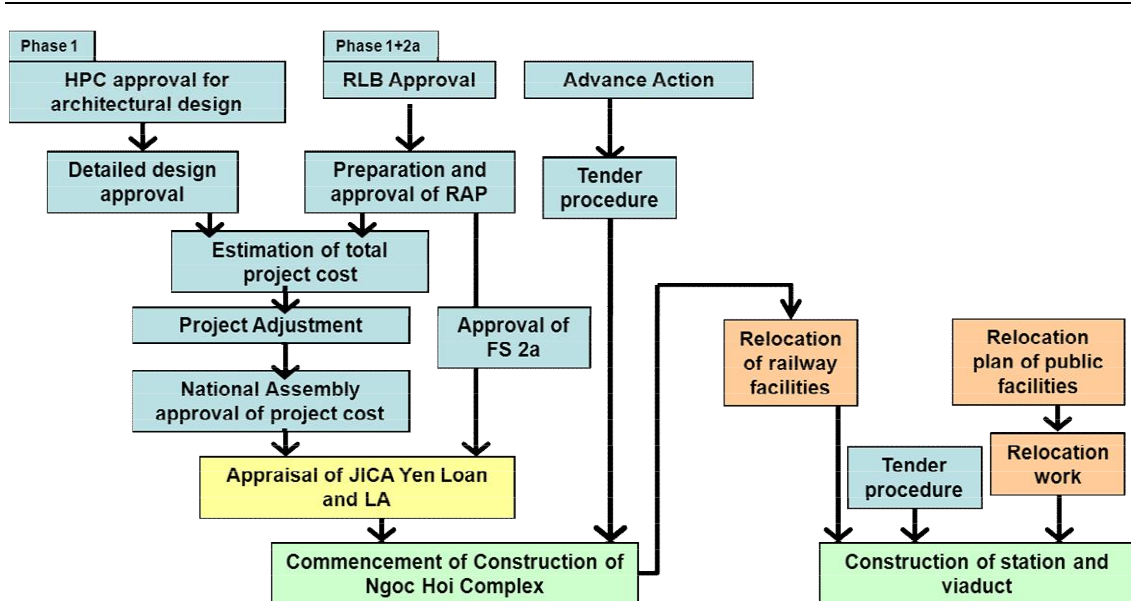 Phase 1
HPC approval for
architectural design
Phase 1+2a
RLB Approval
Advance Action
Detailed design
approval
Preparation and
approval of RAP
Tender
procedure
Estimation of total
project cost
Project Adjustment
Approval of
FS 2a
National Assembly
approval of project cost
Appraisal of JICA Yen Loan
and LA
Commencement of Construction of
Ngoc Hoi Complex
Relocation
of railway
facilities
Relocation
plan of public
facilities
Tender
procedure
Relocation
work
Construction of station and
viaduct